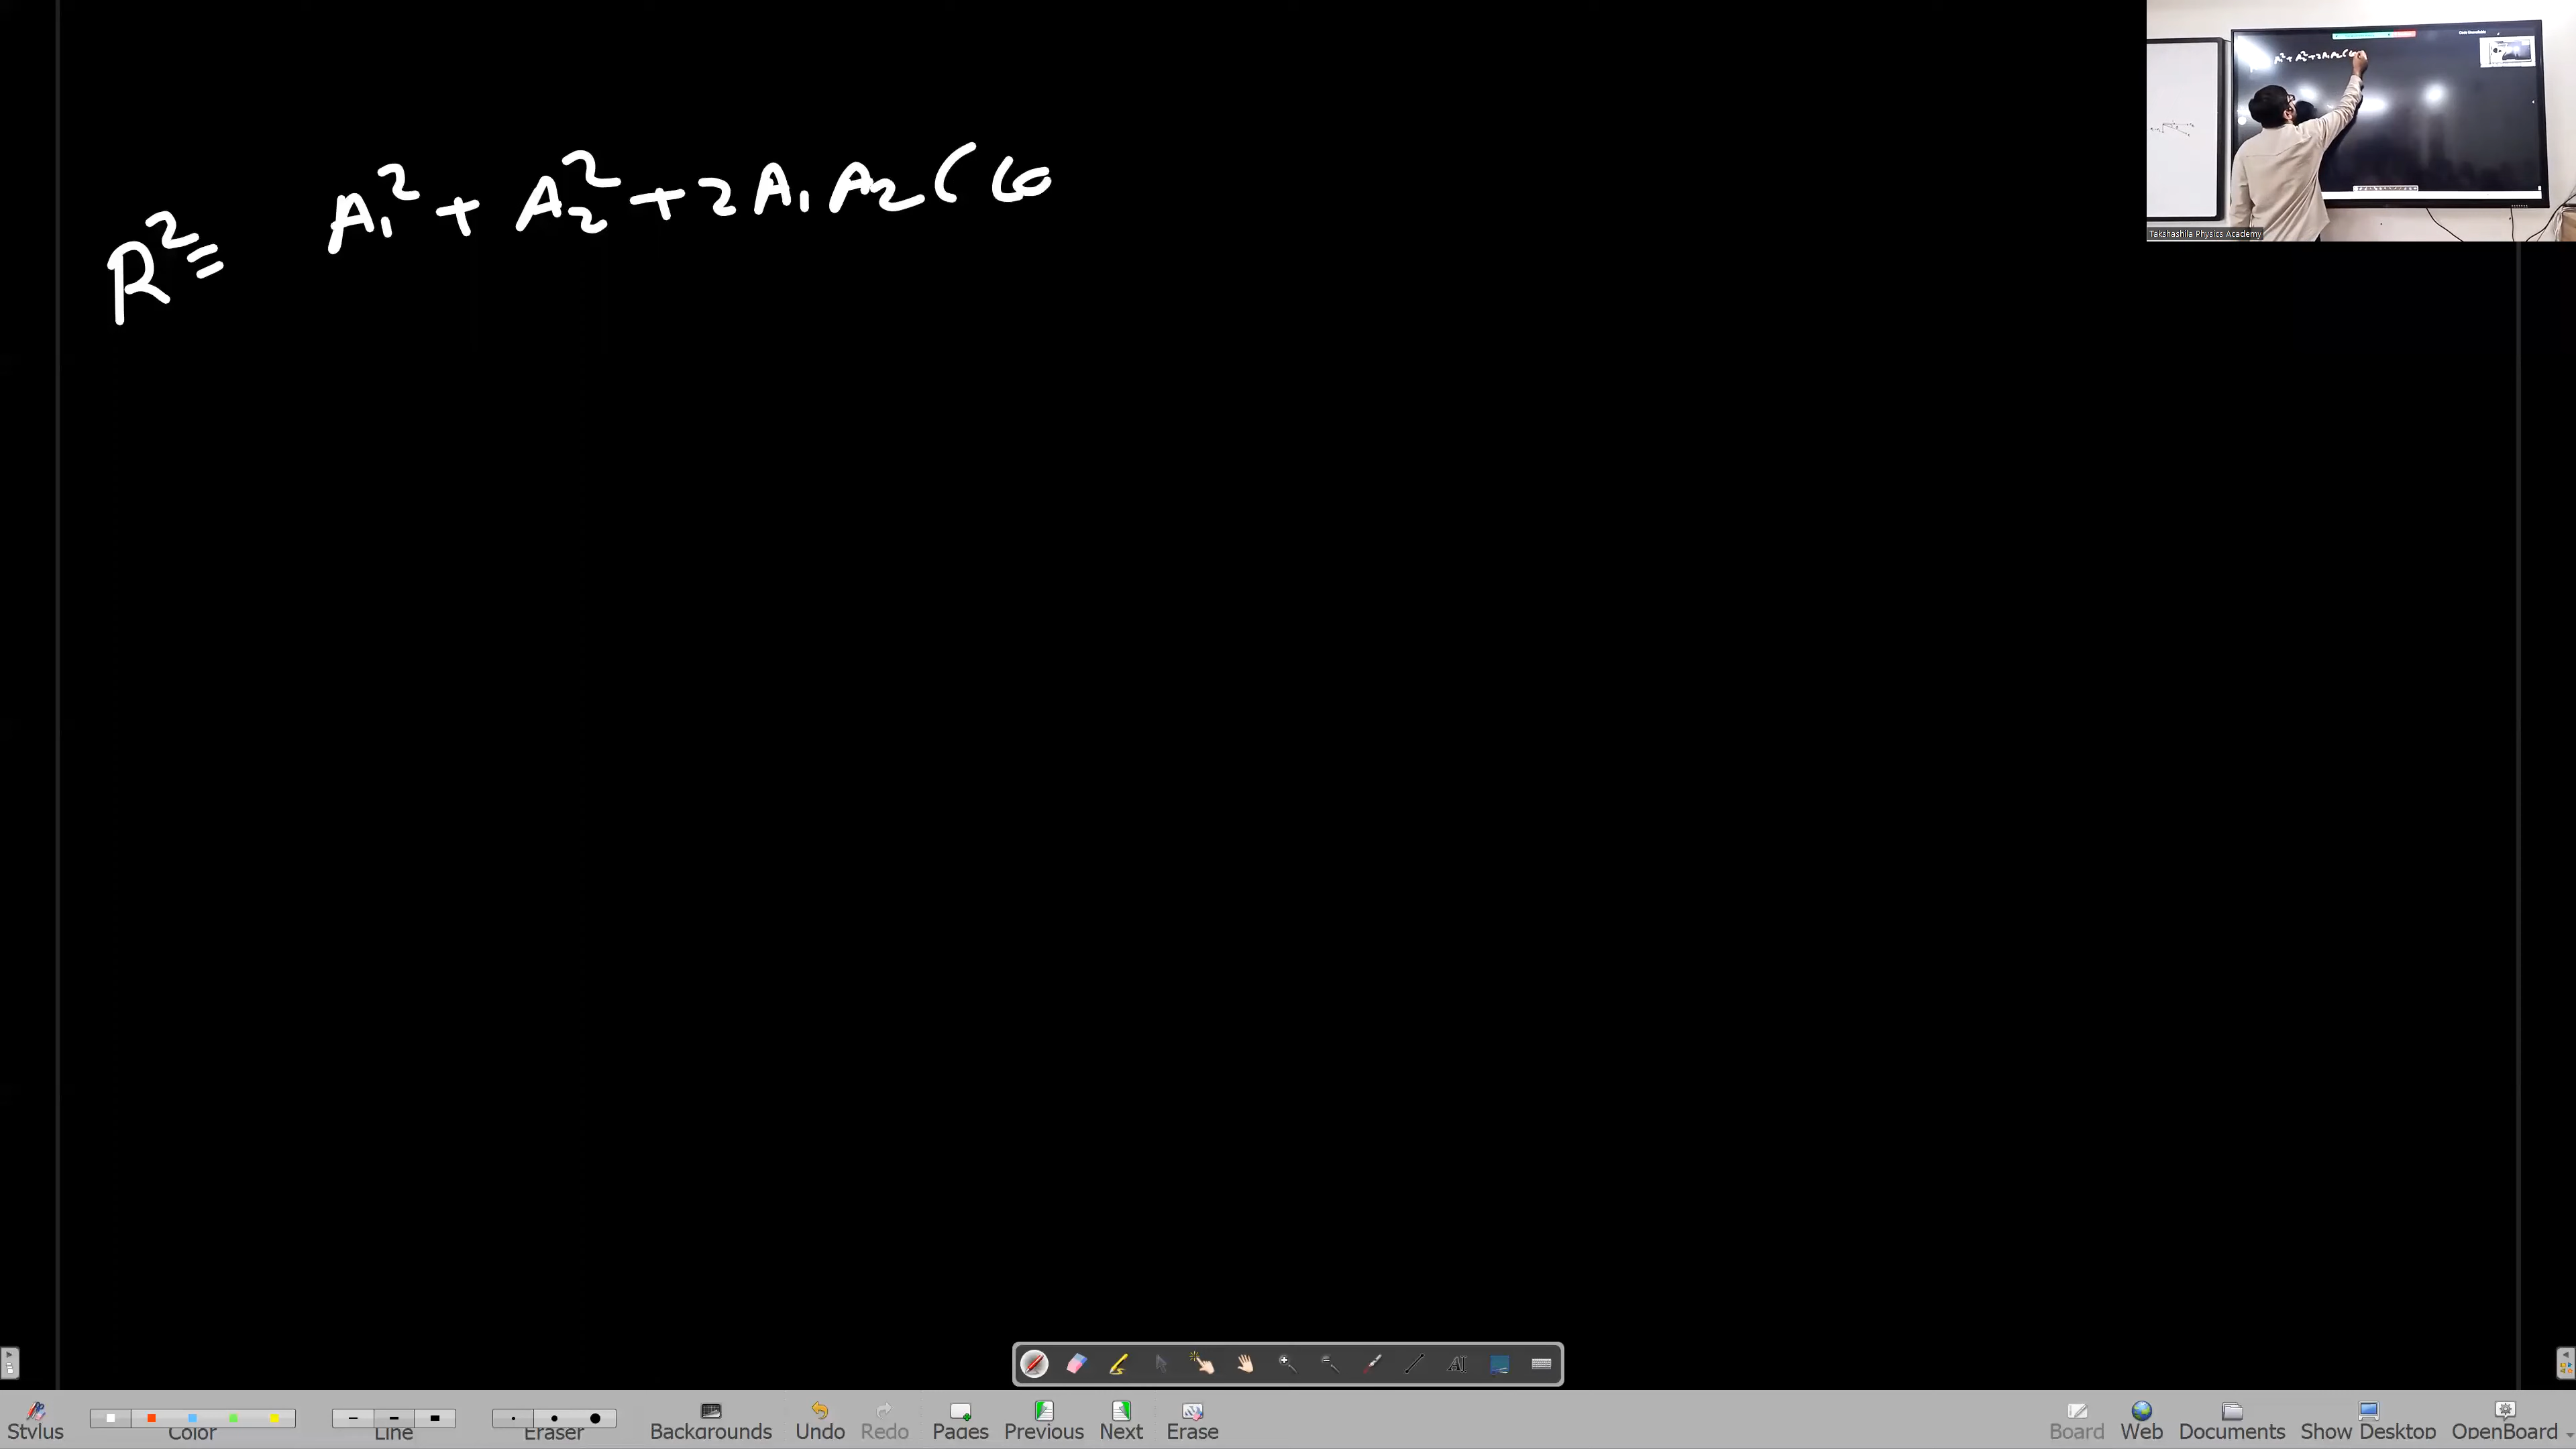 R² = A₁² + A₂² + 2A₁A₂(co
Takshashila Physics Academy
Stylus Color Line Eraser Backgrounds Undo Redo Pages Previous Next Erase Board Web Documents Show Desktop OpenBoard